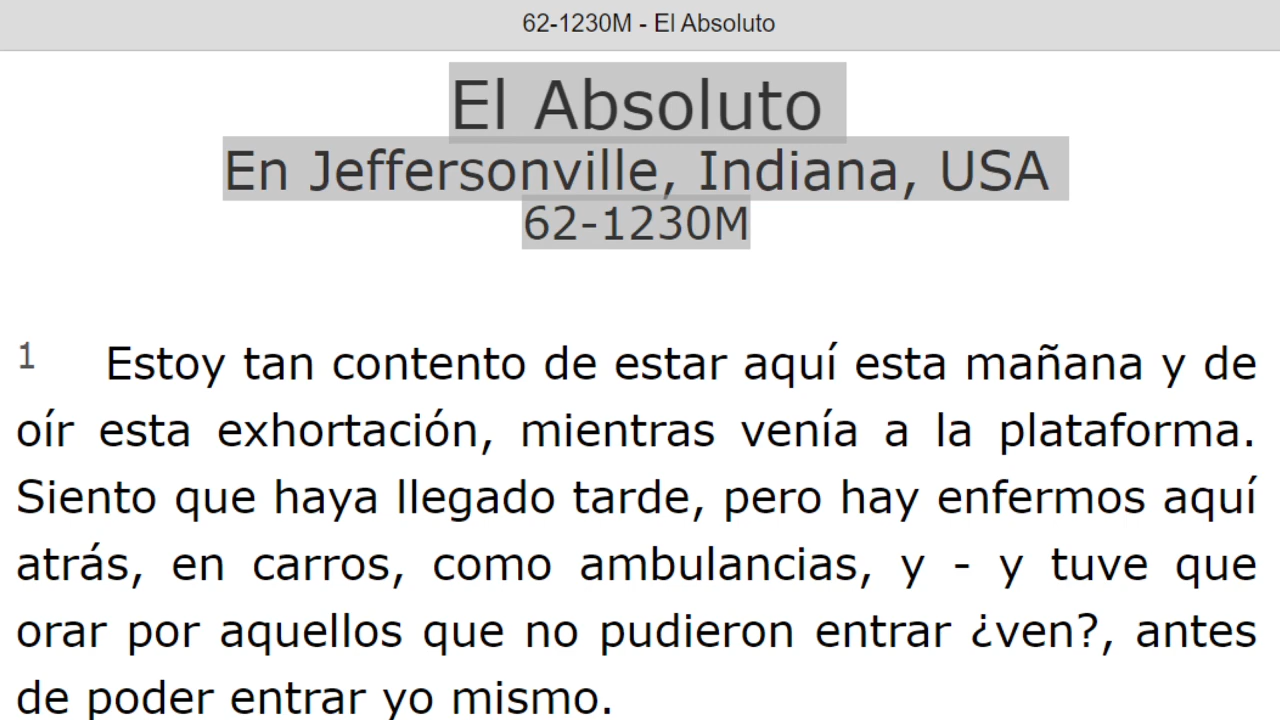 62-1230M - El Absoluto
El Absoluto
En Jeffersonville, Indiana, USA
62-1230M
1 Estoy tan contento de estar aquí esta mañana y de
oír esta exhortación, mientras venía a la plataforma.
Siento que haya llegado tarde, pero hay enfermos aquí
atrás, en carros, como ambulancias, y - y tuve que
orar por aquellos que no pudieron entrar ¿ven?, antes
de poder entrar yo mismo.